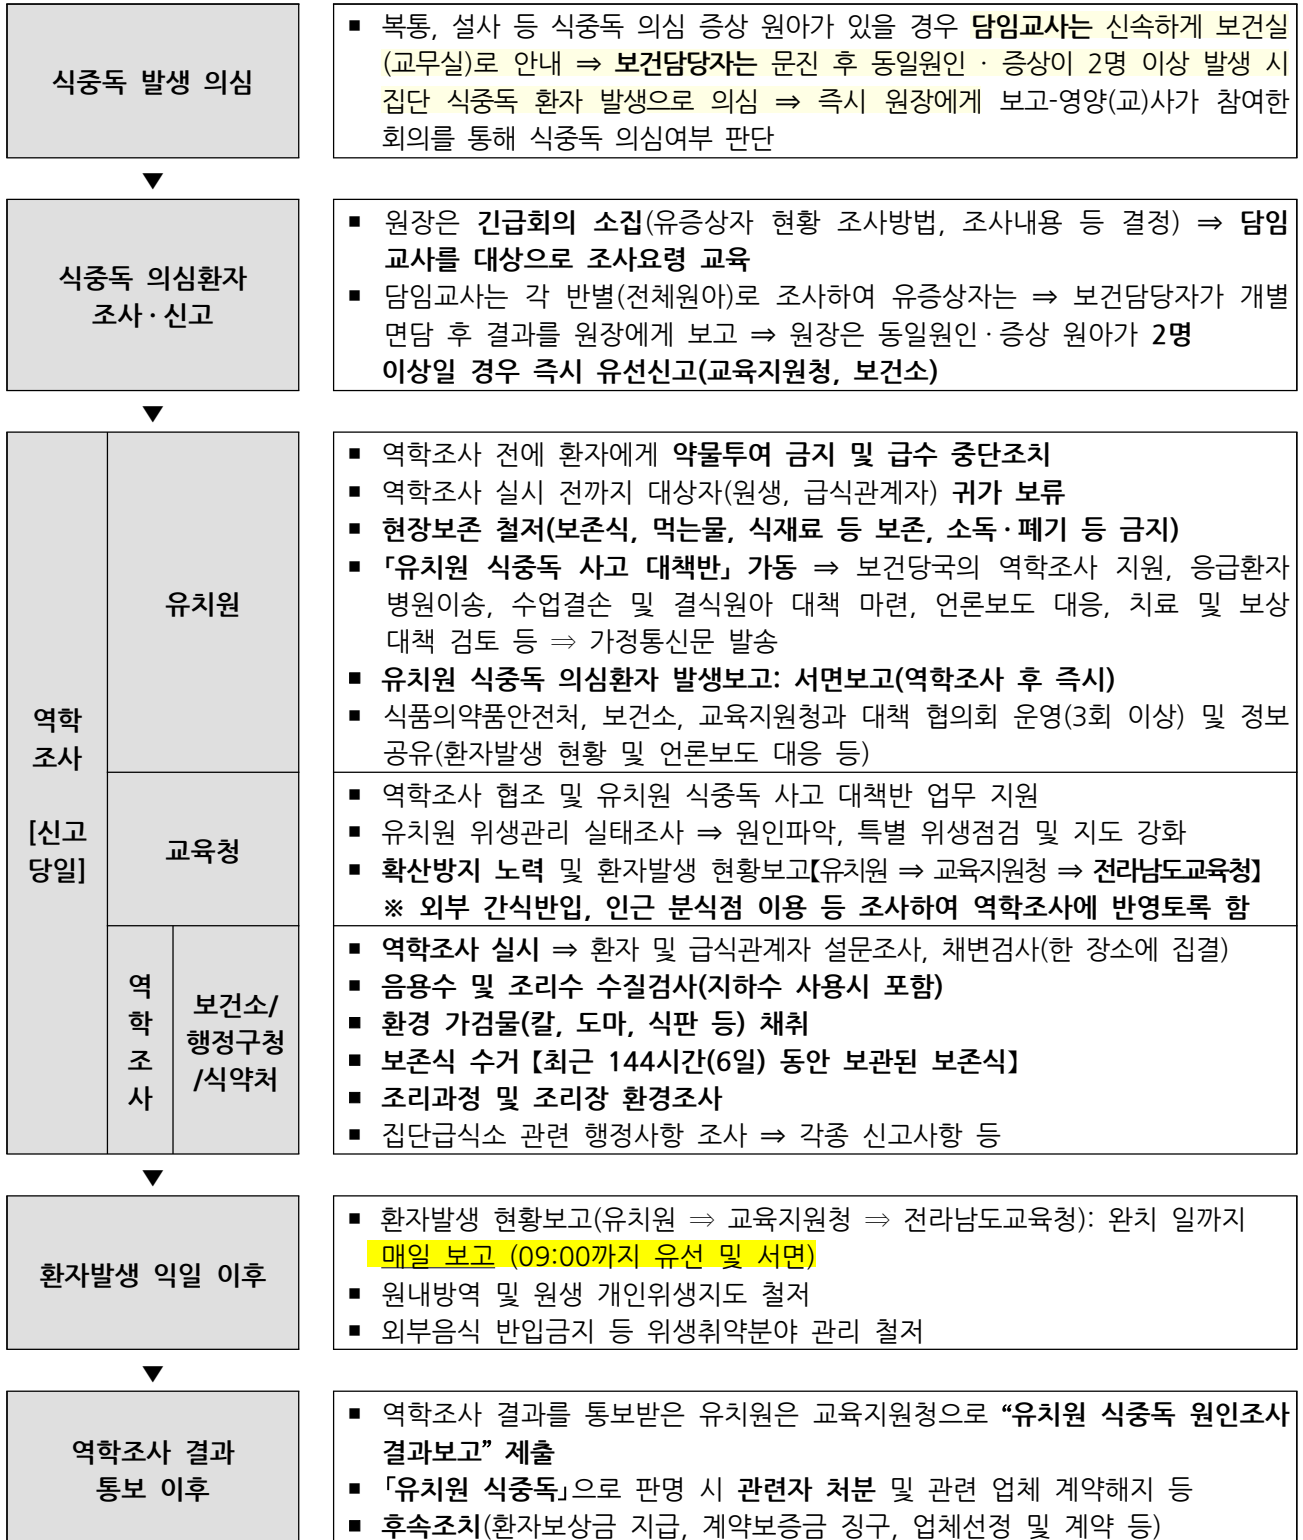 식중독 발생 의심
▪ 복통, 설사 등 식중독 의심 증상 원아가 있을 경우 담임교사는 신속하게 보건실
(교무실)로 안내 ⇒ 보건담당자는 문진 후 동일원인 · 증상이 2명 이상 발생 시
집단 식중독 환자 발생으로 의심 ⇒ 즉시 원장에게 보고-영양(교)사가 참여한
회의를 통해 식중독 의심여부 판단
▼
식중독 의심환자
조사·신고
▪ 원장은 긴급회의 소집(유증상자 현황 조사방법, 조사내용 등 결정) ⇒ 담임
교사를 대상으로 조사요령 교육
▪ 담임교사는 각 반별(전체원아)로 조사하여 유증상자는 ⇒ 보건담당자가 개별
면담 후 결과를 원장에게 보고 ⇒ 원장은 동일원인·증상 원아가 2명
이상일 경우 즉시 유선신고(교육지원청, 보건소)
▼
역학
조사
[신고
당일]
유치원
▪ 역학조사 전에 환자에게 약물투여 금지 및 급수 중단조치
▪ 역학조사 실시 전까지 대상자(원생, 급식관계자) 귀가 보류
▪ 현장보존 철저(보존식, 먹는물, 식재료 등 보존, 소독·폐기 등 금지)
▪ 「유치원 식중독 사고 대책반」 가동 ⇒ 보건당국의 역학조사 지원, 응급환자
병원이송, 수업결손 및 결식원아 대책 마련, 언론보도 대응, 치료 및 보상
대책 검토 등 ⇒ 가정통신문 발송
▪ 유치원 식중독 의심환자 발생보고: 서면보고(역학조사 후 즉시)
▪ 식품의약품안전처, 보건소, 교육지원청과 대책 협의회 운영(3회 이상) 및 정보
공유(환자발생 현황 및 언론보도 대응 등)
교육청
▪ 역학조사 협조 및 유치원 식중독 사고 대책반 업무 지원
▪ 유치원 위생관리 실태조사 ⇒ 원인파악, 특별 위생점검 및 지도 강화
▪ 확산방지 노력 및 환자발생 현황보고【유치원 ⇒ 교육지원청 ⇒ 전라남도교육청】
※ 외부 간식반입, 인근 분식점 이용 등 조사하여 역학조사에 반영토록 함
역
학
조
사
보건소/
행정구청
/식약처
▪ 역학조사 실시 ⇒ 환자 및 급식관계자 설문조사, 채변검사(한 장소에 집결)
▪ 음용수 및 조리수 수질검사(지하수 사용시 포함)
▪ 환경 가검물(칼, 도마, 식판 등) 채취
▪ 보존식 수거【최근 144시간(6일) 동안 보관된 보존식】
▪ 조리과정 및 조리장 환경조사
▪ 집단급식소 관련 행정사항 조사 ⇒ 각종 신고사항 등
▼
환자발생 익일 이후
▪ 환자발생 현황보고(유치원 ⇒ 교육지원청 ⇒ 전라남도교육청): 완치 일까지
매일 보고 (09:00까지 유선 및 서면)
▪ 원내방역 및 원생 개인위생지도 철저
▪ 외부음식 반입금지 등 위생취약분야 관리 철저
▼
역학조사 결과
통보 이후
▪ 역학조사 결과를 통보받은 유치원은 교육지원청으로 “유치원 식중독 원인조사
결과보고” 제출
▪ 「유치원 식중독」으로 판명 시 관련자 처분 및 관련 업체 계약해지 등
▪ 후속조치(환자보상금 지급, 계약보증금 징구, 업체선정 및 계약 등)